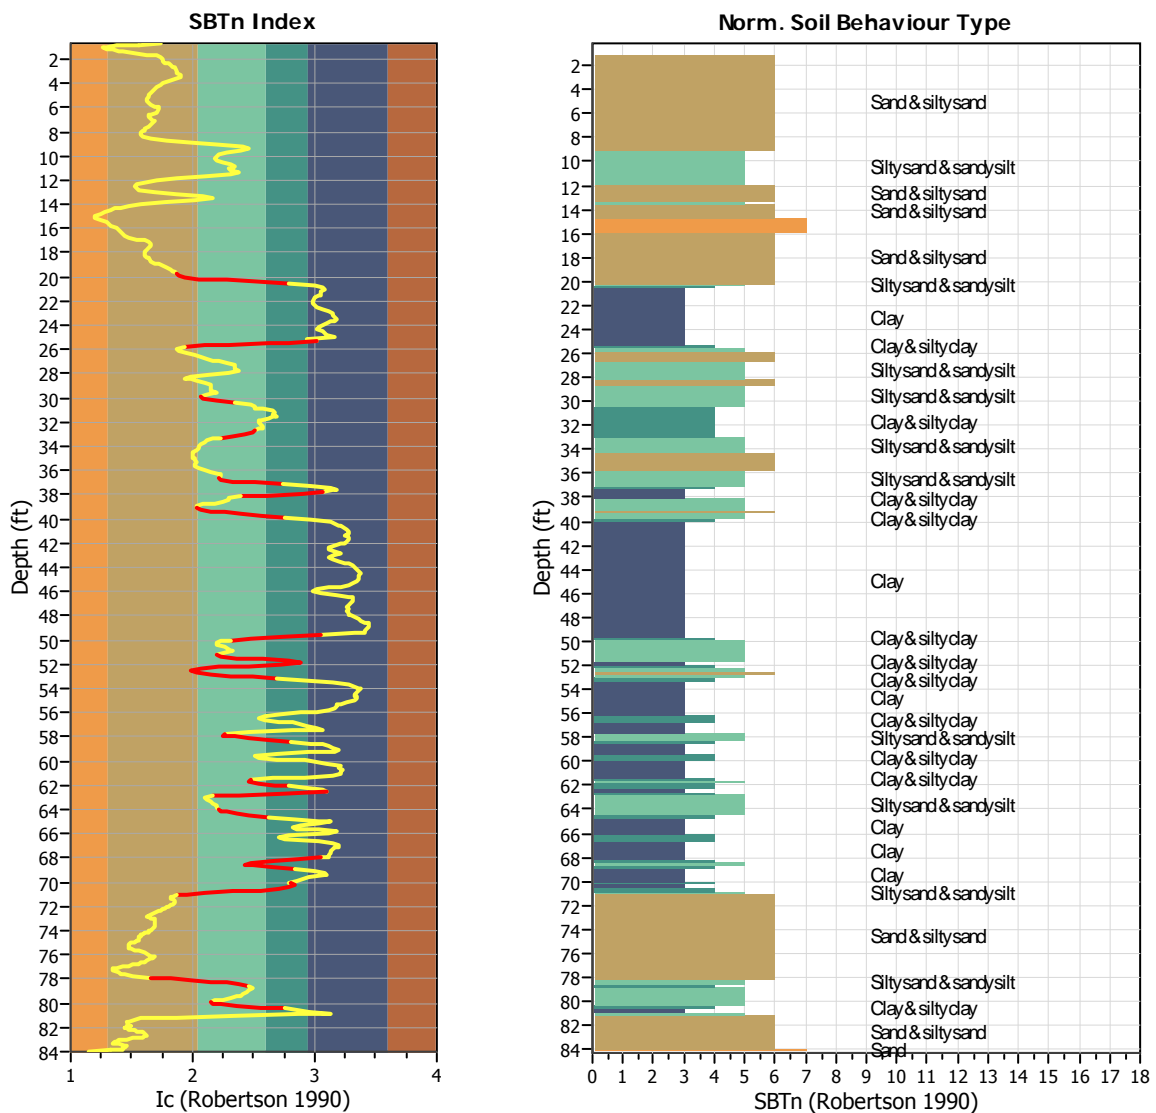 SBTn Index
2
4
6
8
10
12
14
16
18
20
22
24
26
28
30
32
34
36
38
40
42
44
46
48
50
52
54
56
58
60
62
64
66
68
70
72
74
76
78
80
82
84
Depth (ft)
1 2 3 4
Ic (Robertson 1990)
Norm. Soil Behaviour Type
2
4
6
8
10
12
14
16
18
20
22
24
26
28
30
32
34
36
38
40
42
44
46
48
50
52
54
56
58
60
62
64
66
68
70
72
74
76
78
80
82
84
Depth (ft)
Sand & silty sand
Silty sand & sandy silt
Sand & silty sand
Sand & silty sand
Sand & silty sand
Silty sand & sandy silt
Clay
Clay & silty clay
Silty sand & sandy silt
Silty sand & sandy silt
Clay & silty clay
Silty sand & sandy silt
Silty sand & sandy silt
Clay & silty clay
Clay & silty clay
Clay
Clay & silty clay
Clay & silty clay
Clay & silty clay
Clay
Clay & silty clay
Silty sand & sandy silt
Clay & silty clay
Clay & silty clay
Silty sand & sandy silt
Clay
Clay
Clay
Silty sand & sandy silt
Sand & silty sand
Silty sand & sandy silt
Clay & silty clay
Sand & silty sand
Sand
0 1 2 3 4 5 6 7 8 9 10 11 12 13 14 15 16 17 18
SBTn (Robertson 1990)